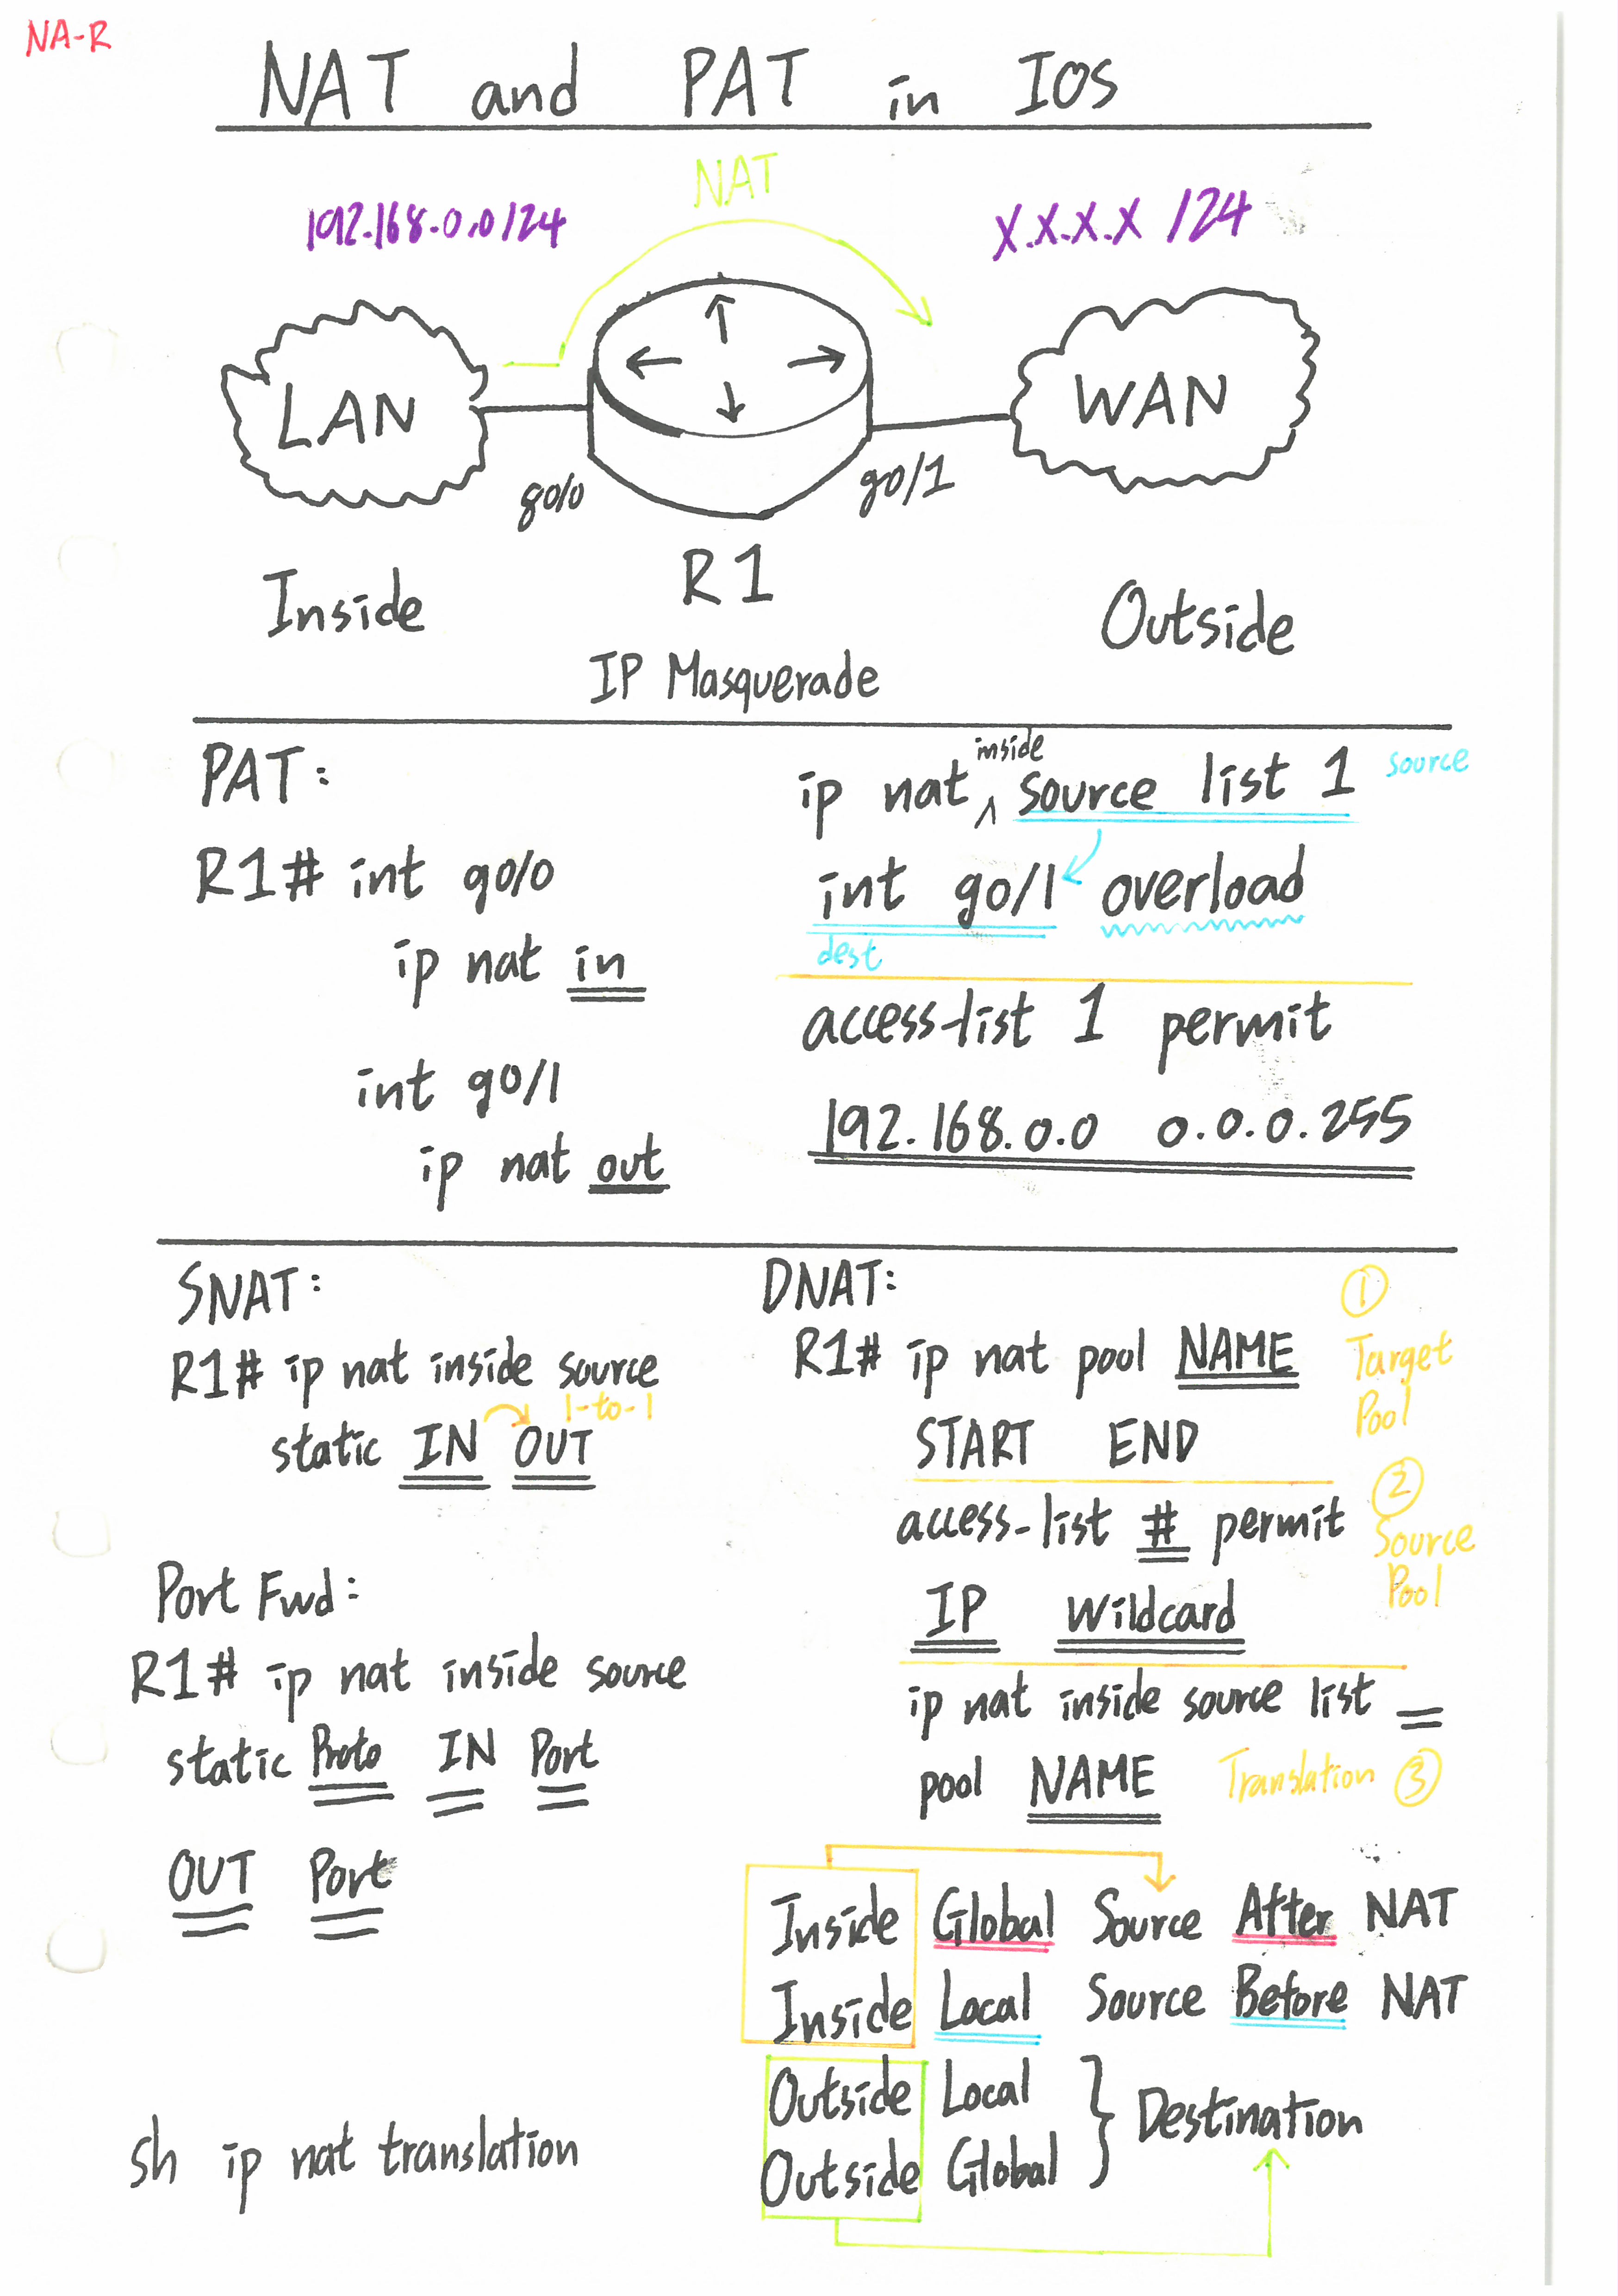 NA-R
NAT and PAT in IOS
NAT
192.168.0.0/24
X.X.X.X /24
LAN
WAN
g0/0
g0/1
R1
Inside
Outside
IP Masquerade
PAT:
R1# int g0/0
ip nat in
int g0/1
ip nat out
ip nat inside source list 1
source
int g0/1 overload
dest
access-list 1 permit
192.168.0.0 0.0.0.255
SNAT:
R1# ip nat inside source
1-to-1
static IN OUT
Port Fwd:
R1# ip nat inside source
static Proto IN Port
OUT Port
sh ip nat translation
DNAT:
R1# ip nat pool NAME
START END
1
Target
Pool
access-list # permit
IP Wildcard
2
Source
Pool
ip nat inside source list
pool NAME
Translation 3
Inside Global Source After NAT
Inside Local Source Before NAT
Outside Local
Outside Global
} Destination